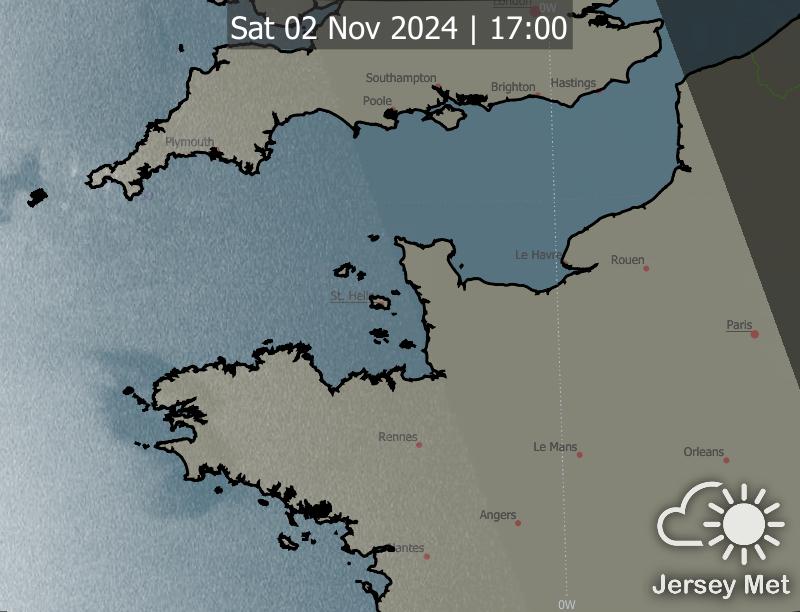 London
0W
Sat 02 Nov 2024 | 17:00
Southampton
Brighton
Hastings
Poole
Plymouth
Le Havre
Rouen
St. Helier
Paris
Rennes
Le Mans
Orleans
Angers
Nantes
0W
Jersey Met